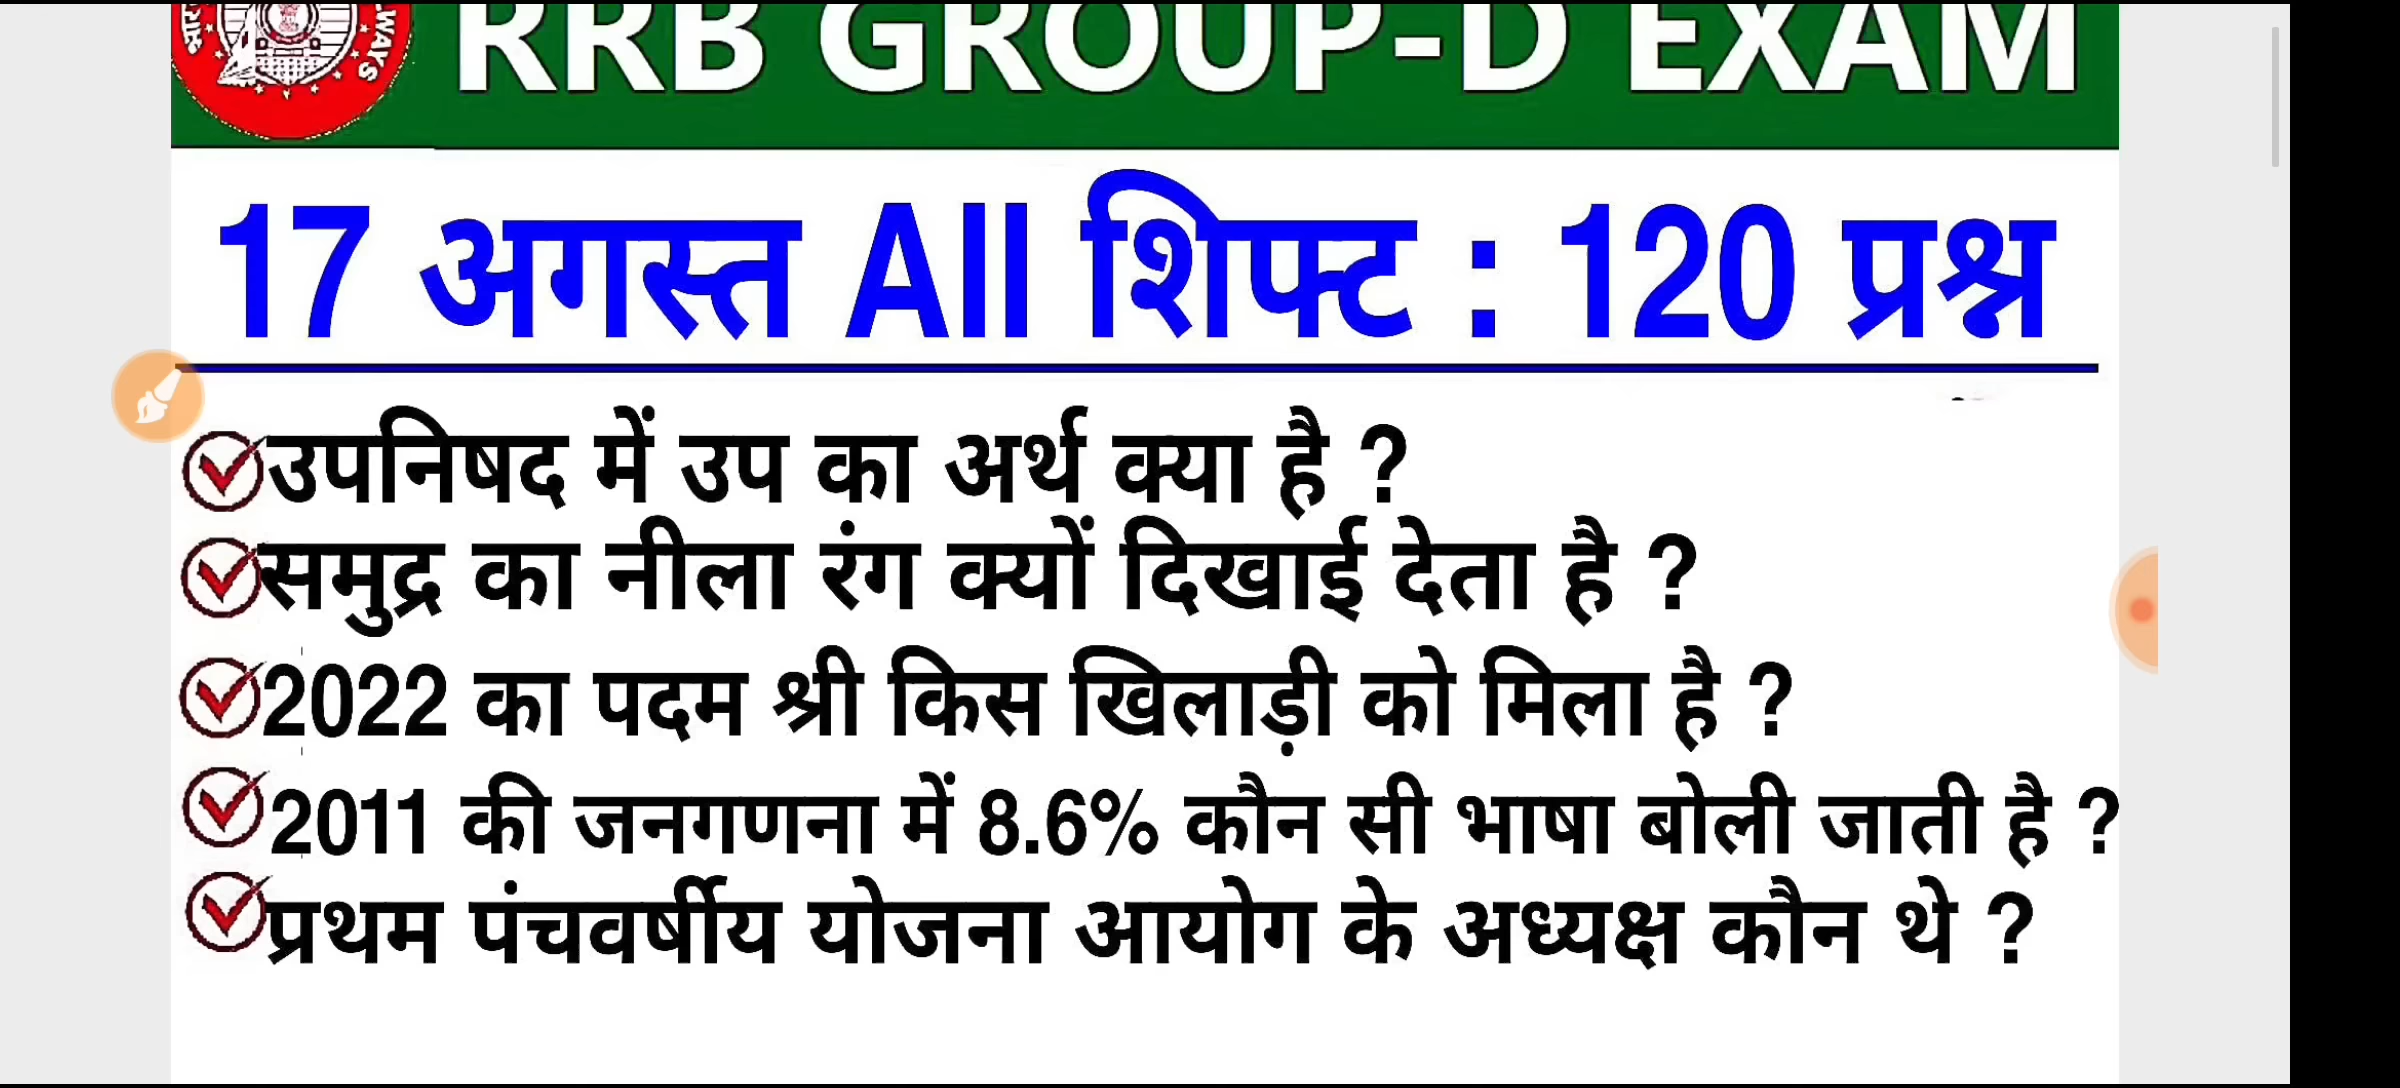 RRB GROUP-D EXAM
WAYS
17 अगस्त All शिफ्ट : 120 प्रश्न
उपनिषद में उप का अर्थ क्या है ?
समुद्र का नीला रंग क्यों दिखाई देता है ?
2022 का पदम श्री किस खिलाड़ी को मिला है ?
2011 की जनगणना में 8.6% कौन सी भाषा बोली जाती है ?
प्रथम पंचवर्षीय योजना आयोग के अध्यक्ष कौन थे ?